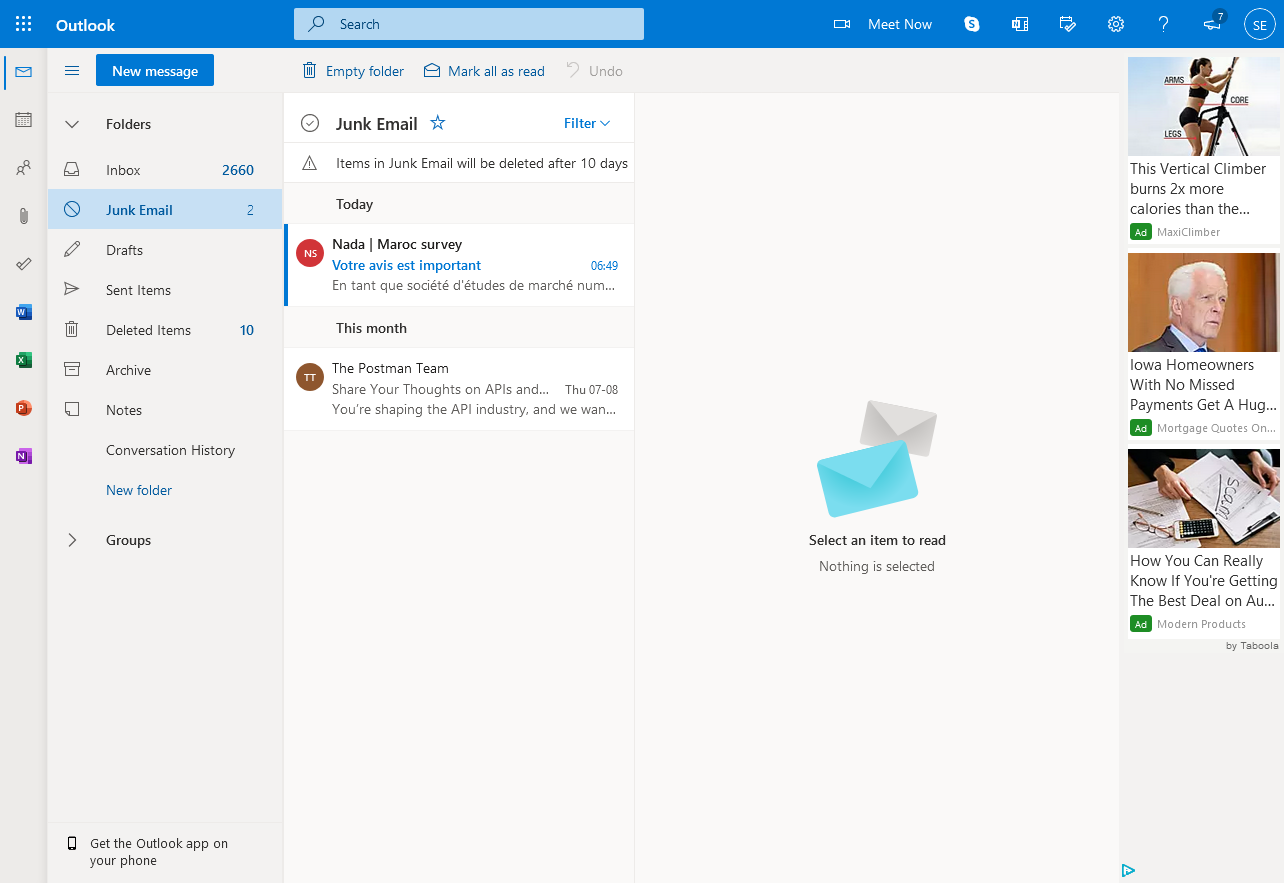 Outlook
Search
Meet Now
7
SE
New message
Empty folder
Mark all as read
Undo
Folders
Inbox 2660
Junk Email 2
Drafts
Sent Items
Deleted Items 10
Archive
Notes
Conversation History
New folder
Groups
Get the Outlook app on
your phone
Junk Email
Filter
Items in Junk Email will be deleted after 10 days
Today
NS
Nada | Maroc survey
Votre avis est important 06:49
En tant que société d'études de marché num...
This month
TT
The Postman Team
Share Your Thoughts on APIs and... Thu 07-08
You're shaping the API industry, and we wan...
Select an item to read
Nothing is selected
ARMS
CORE
LEGS
This Vertical Climber
burns 2x more
calories than the...
Ad MaxiClimber
Iowa Homeowners
With No Missed
Payments Get A Hug...
Ad Mortgage Quotes On...
scam
How You Can Really
Know If You're Getting
The Best Deal on Au...
Ad Modern Products
by Taboola